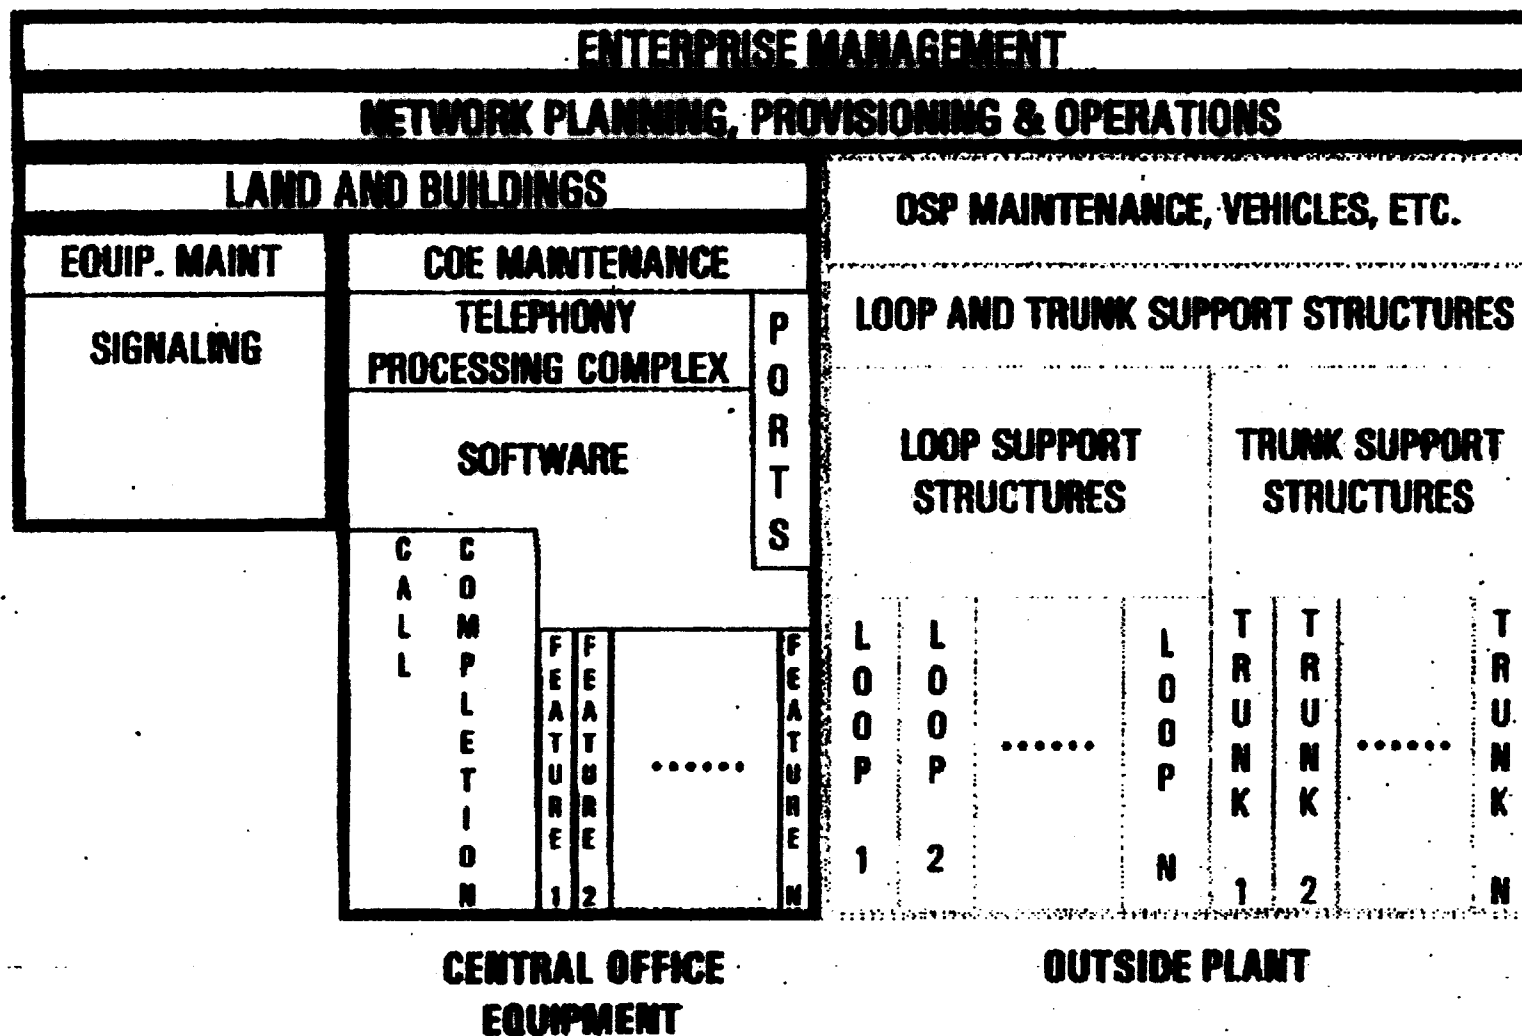 ENTERPRISE MANAGEMENT
NETWORK PLANNING, PROVISIONING & OPERATIONS
LAND AND BUILDINGS
OSP MAINTENANCE, VEHICLES, ETC.
EQUIP. MAINT
COE MAINTENANCE
SIGNALING
TELEPHONY
PROCESSING COMPLEX
PORTS
LOOP AND TRUNK SUPPORT STRUCTURES
SOFTWARE
LOOP SUPPORT
STRUCTURES
TRUNK SUPPORT
STRUCTURES
CALL
COMPLETION
FEATURE 1
FEATURE 2
......
FEATURE N
LOOP 1
LOOP 2
......
LOOP N
TRUNK 1
TRUNK 2
......
TRUNK N
CENTRAL OFFICE
EQUIPMENT
OUTSIDE PLANT